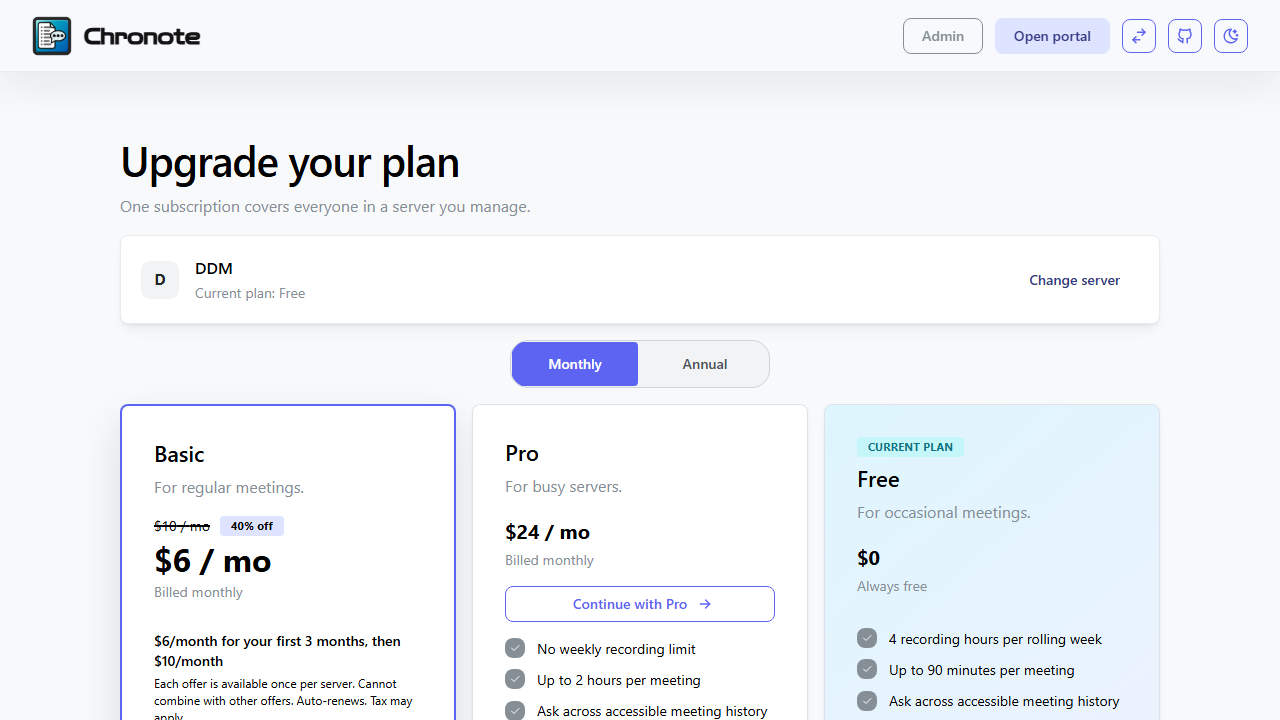 Chronote
Admin
Open portal
Upgrade your plan
One subscription covers everyone in a server you manage.
D
DDM
Current plan: Free
Change server
Monthly
Annual
Basic
For regular meetings.
$10 / mo
40% off
$6 / mo
Billed monthly
$6/month for your first 3 months, then
$10/month
Each offer is available once per server. Cannot
combine with other offers. Auto-renews. Tax may
apply.
Pro
For busy servers.
$24 / mo
Billed monthly
Continue with Pro
No weekly recording limit
Up to 2 hours per meeting
Ask across accessible meeting history
CURRENT PLAN
Free
For occasional meetings.
$0
Always free
4 recording hours per rolling week
Up to 90 minutes per meeting
Ask across accessible meeting history